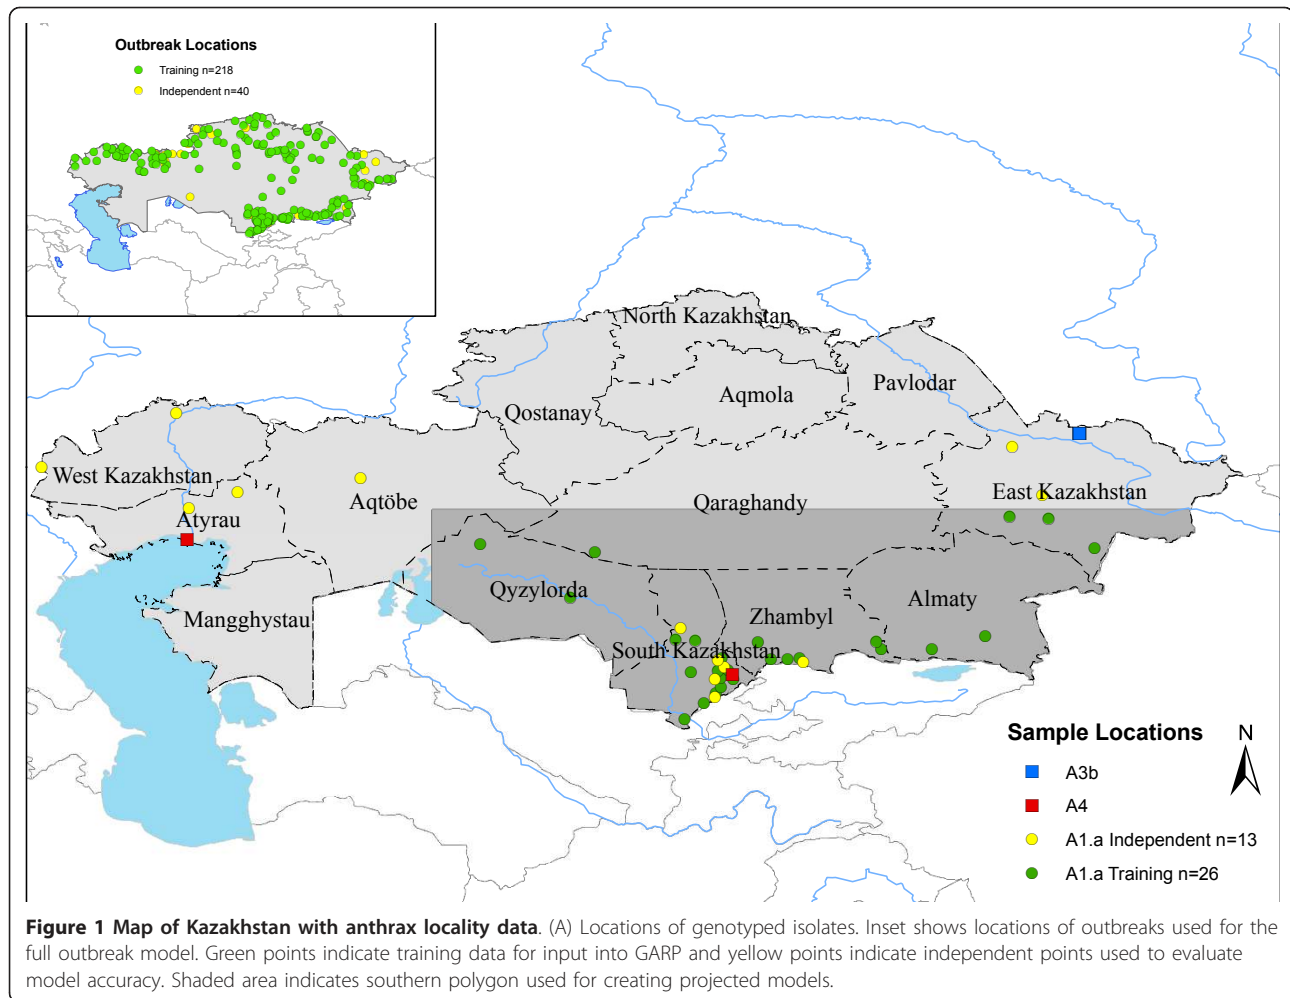 Outbreak Locations
Training n=218
Independent n=40
North Kazakhstan
Pavlodar
Aqmola
Qostanay
West Kazakhstan
Aqtöbe
Qaraghandy
East Kazakhstan
Atyrau
Qyzylorda
Zhambyl
Almaty
Mangghystau
South Kazakhstan
Sample Locations
N
A3b
A4
A1.a Independent n=13
A1.a Training n=26
Figure 1 Map of Kazakhstan with anthrax locality data. (A) Locations of genotyped isolates. Inset shows locations of outbreaks used for the
full outbreak model. Green points indicate training data for input into GARP and yellow points indicate independent points used to evaluate
model accuracy. Shaded area indicates southern polygon used for creating projected models.